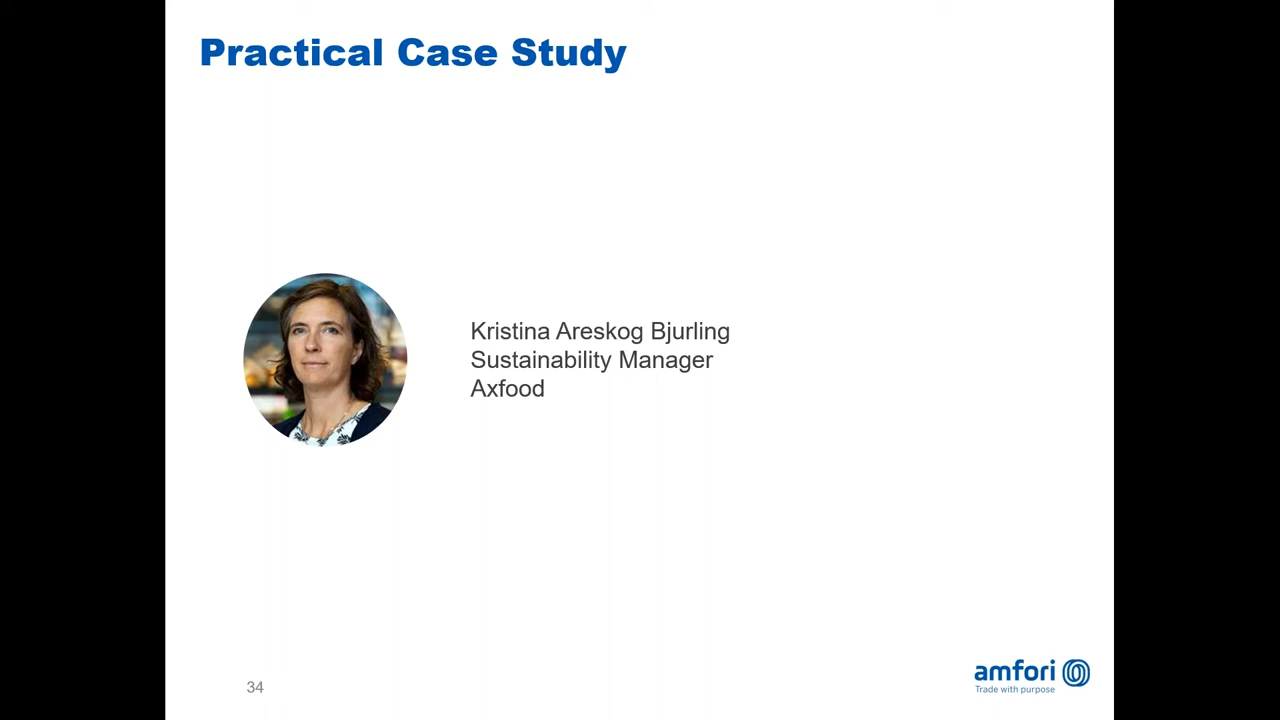 Practical Case Study
Kristina Areskog Bjurling
Sustainability Manager
Axfood
34
amfori
Trade with purpose